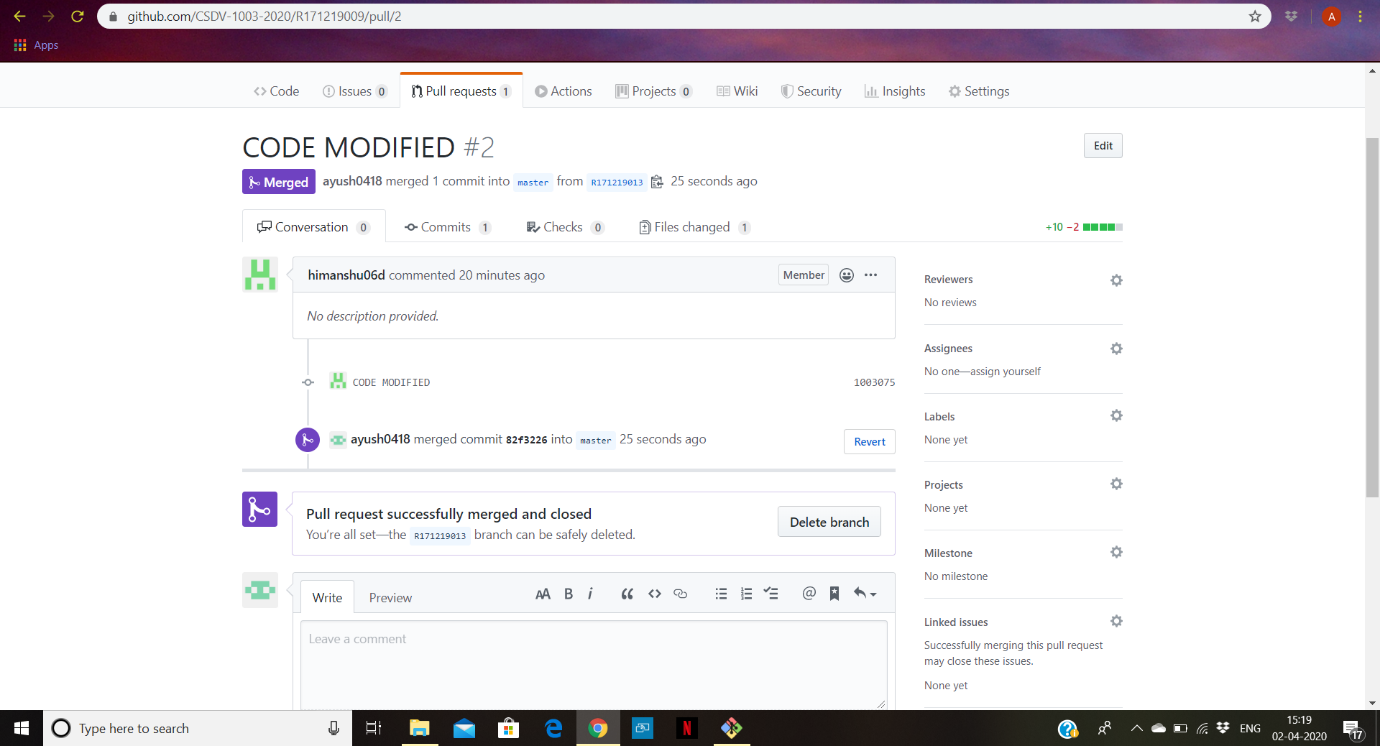 github.com/CSDV-1003-2020/R171219009/pull/2
A
Apps
Code
Issues 0
Pull requests 1
Actions
Projects 0
Wiki
Security
Insights
Settings
CODE MODIFIED #2
Edit
Merged
ayush0418 merged 1 commit into master from R171219013 25 seconds ago
Conversation 0
Commits 1
Checks 0
Files changed 1
+10 −2
himanshu06d commented 20 minutes ago
Member
No description provided.
CODE MODIFIED
1003075
ayush0418 merged commit 82f3226 into master 25 seconds ago
Revert
Pull request successfully merged and closed
You're all set—the R171219013 branch can be safely deleted.
Delete branch
Write
Preview
AA B i
@
Leave a comment
Reviewers
No reviews
Assignees
No one—assign yourself
Labels
None yet
Projects
None yet
Milestone
No milestone
Linked issues
Successfully merging this pull request
may close these issues.
None yet
Type here to search
N
ENG
15:19
02-04-2020
17